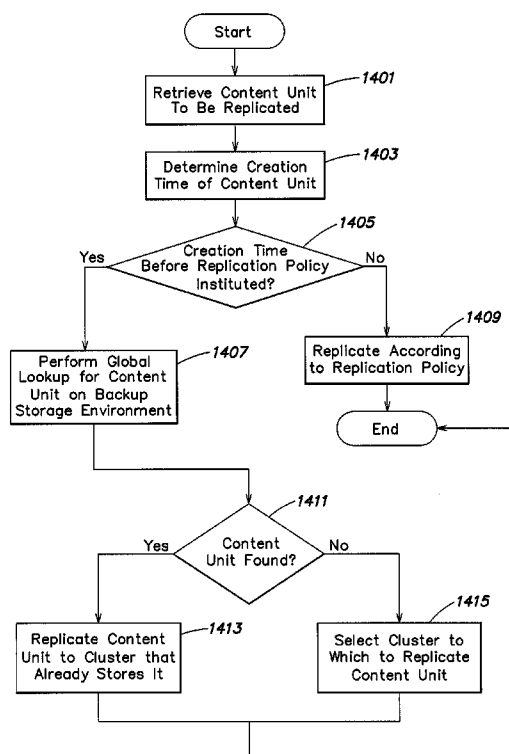 Start
1401
Retrieve Content Unit
To Be Replicated
1403
Determine Creation
Time of Content Unit
1405
Creation Time
Before Replication Policy
Instituted?
Yes
No
1407
Perform Global
Lookup for Content
Unit on Backup
Storage Environment
1409
Replicate According
to Replication Policy
End
1411
Content
Unit Found?
Yes
No
1413
Replicate Content
Unit to Cluster that
Already Stores It
1415
Select Cluster to
Which to Replicate
Content Unit